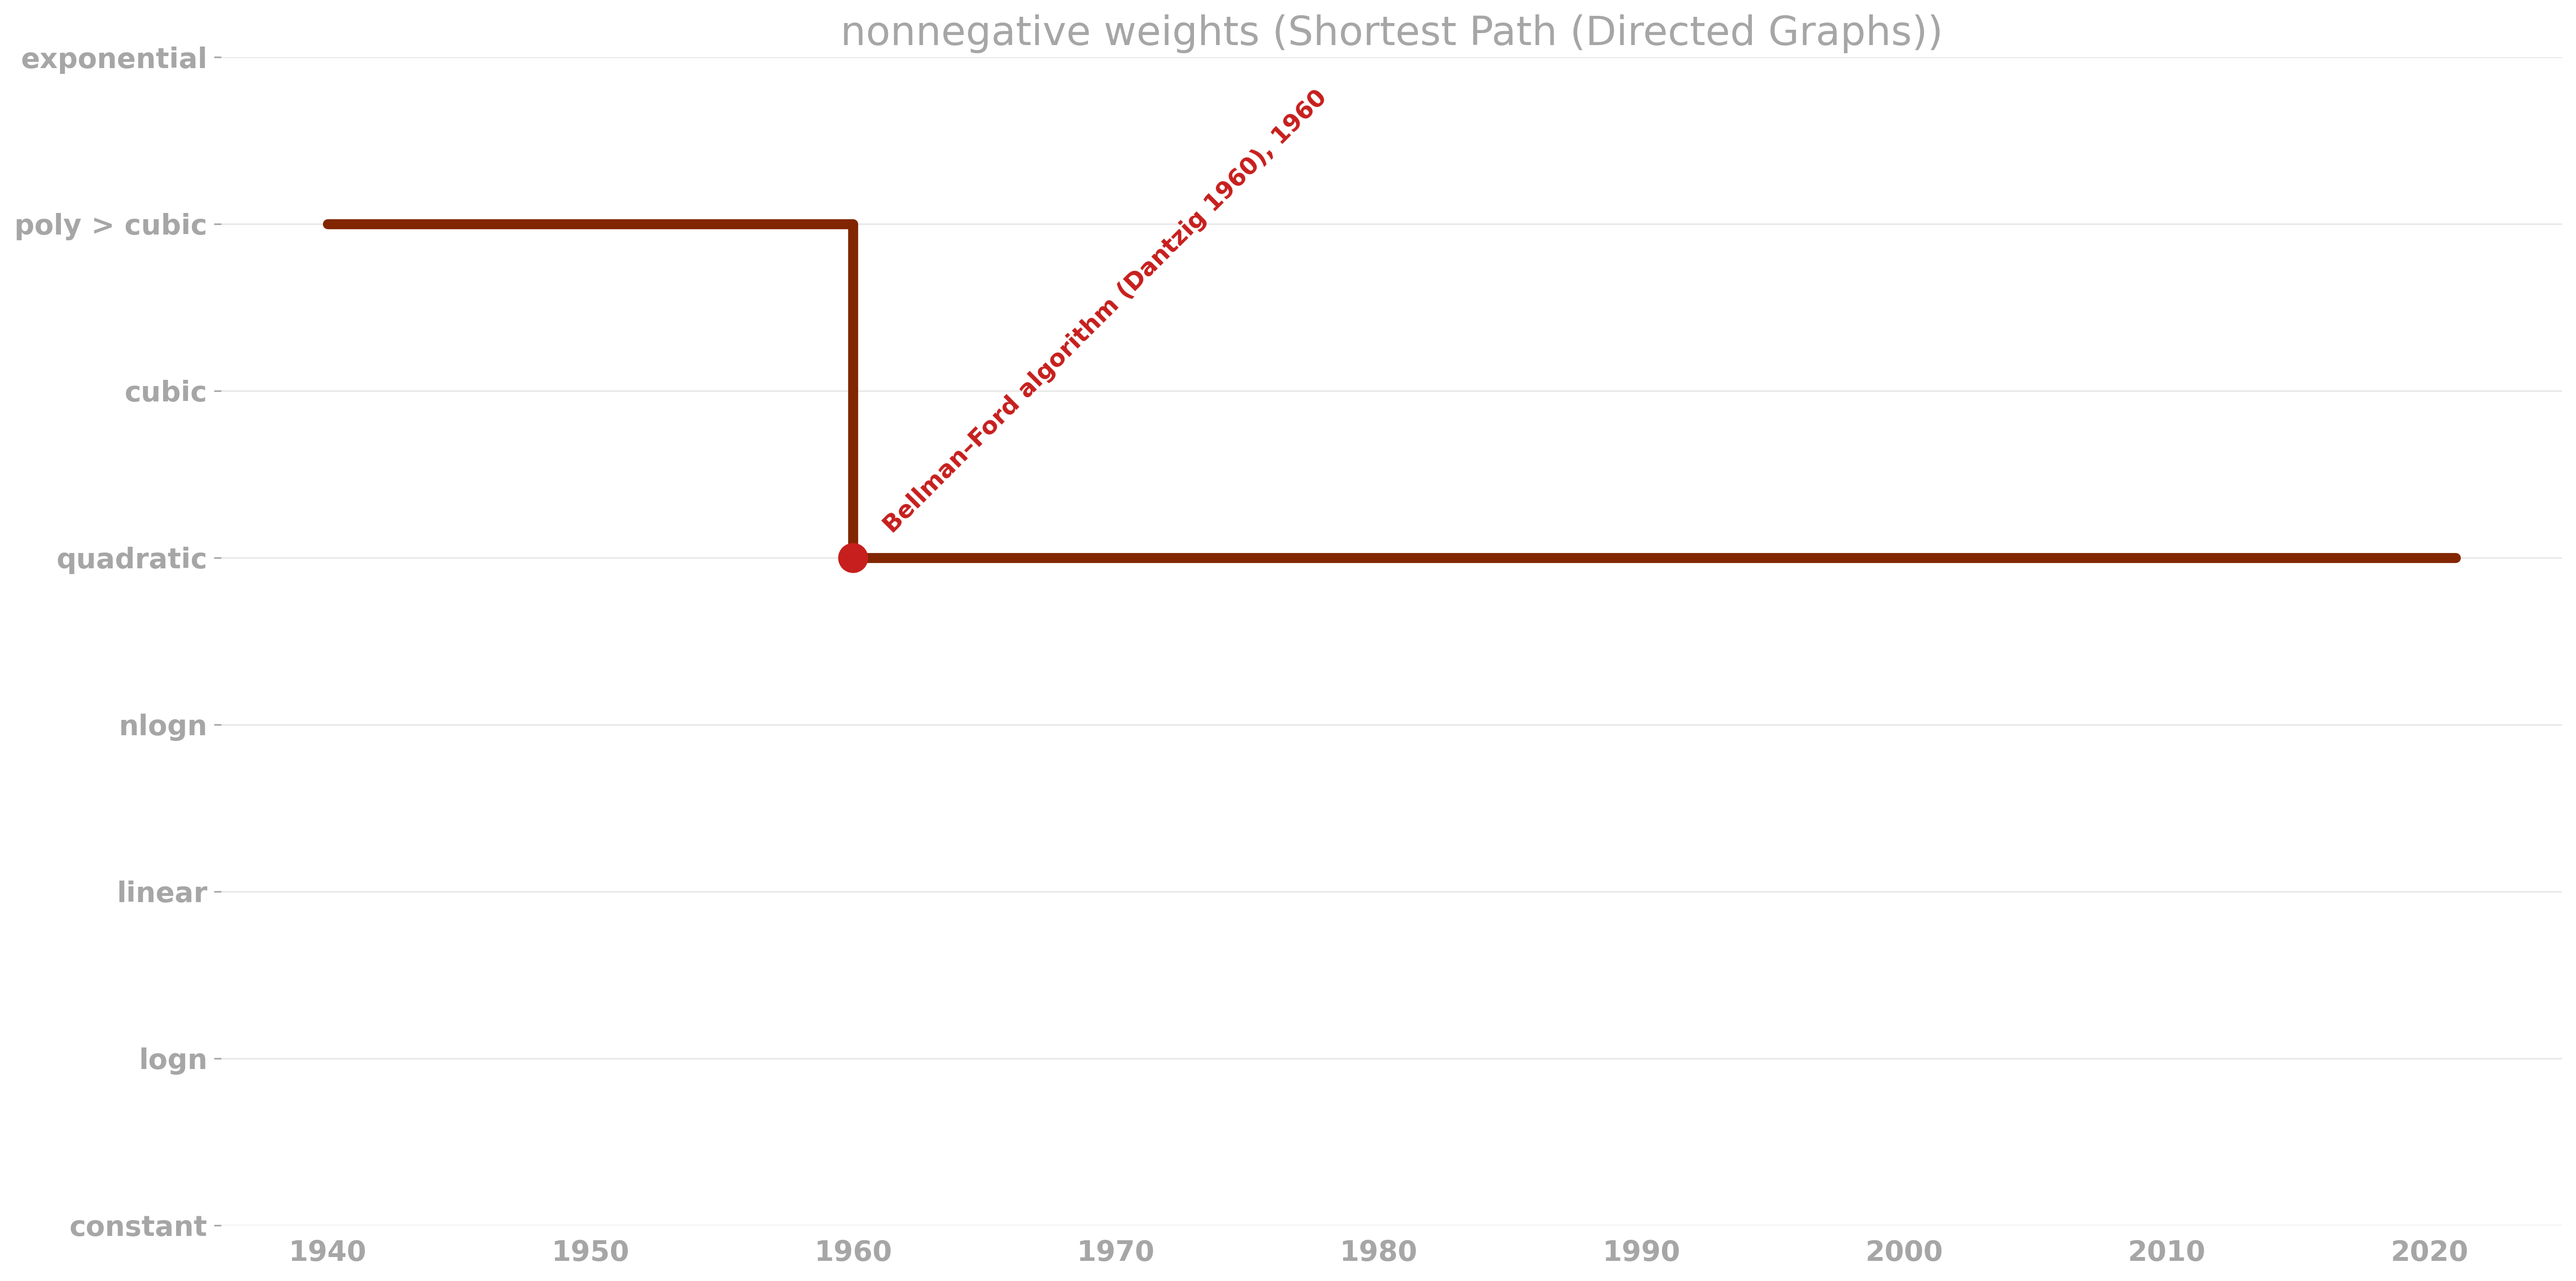 nonnegative weights (Shortest Path (Directed Graphs))
exponential
poly > cubic
cubic
quadratic
nlogn
linear
logn
constant
Bellman–Ford algorithm (Dantzig 1960), 1960
1940 1950 1960 1970 1980 1990 2000 2010 2020